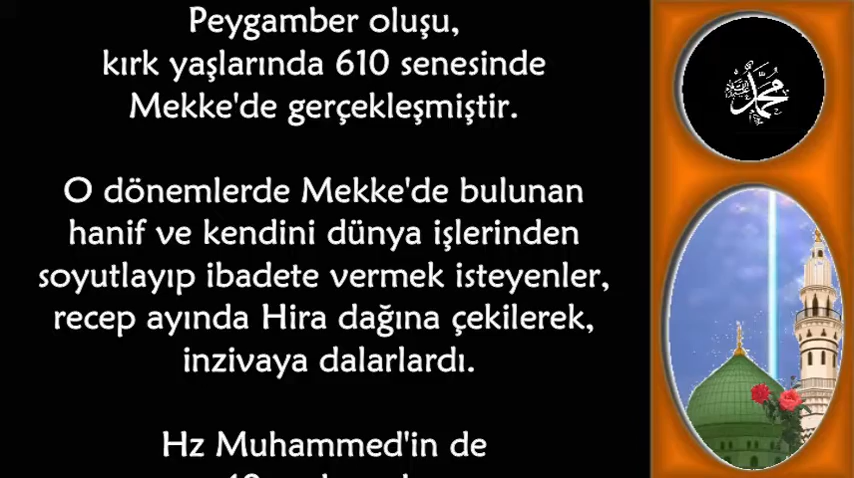 Peygamber oluşu,
kırk yaşlarında 610 senesinde
Mekke'de gerçekleşmiştir.
O dönemlerde Mekke'de bulunan
hanif ve kendini dünya işlerinden
soyutlayıp ibadete vermek isteyenler,
recep ayında Hira dağına çekilerek,
inzivaya dalarlardı.
Hz Muhammed'in de
محمد